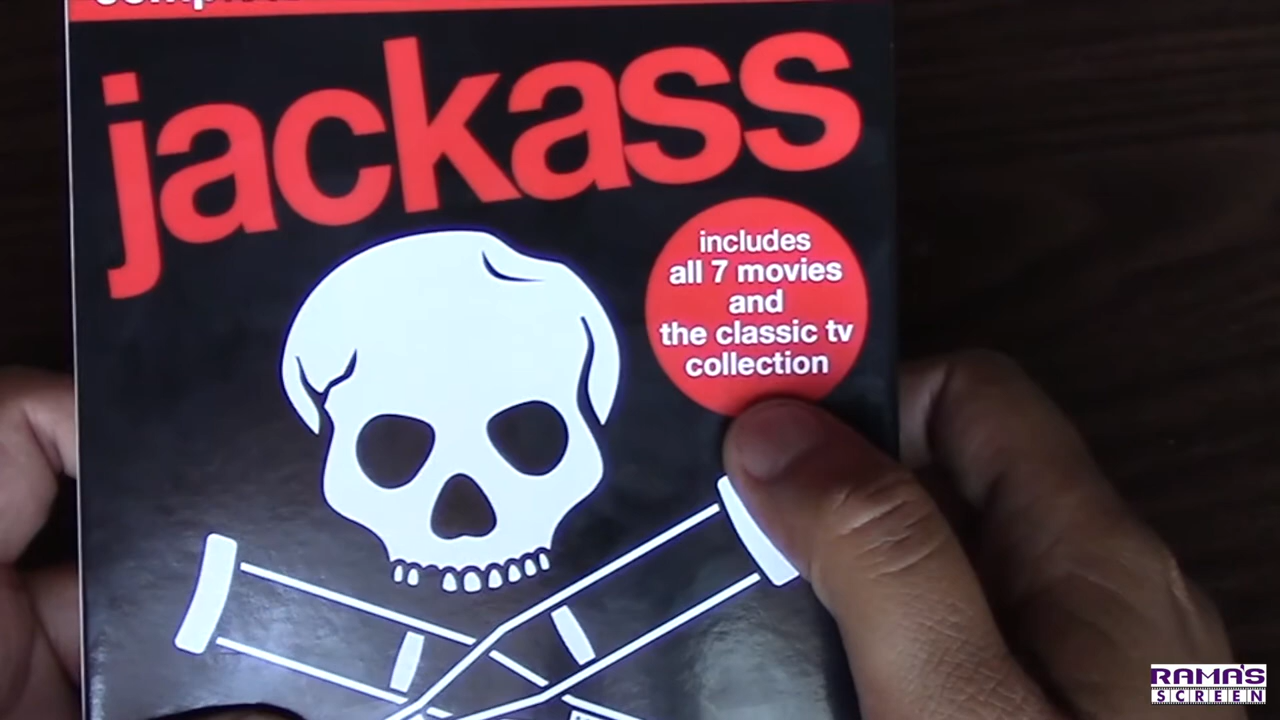 jackass
includes
all 7 movies
and
the classic tv
collection
RAMA'S
SCREEN